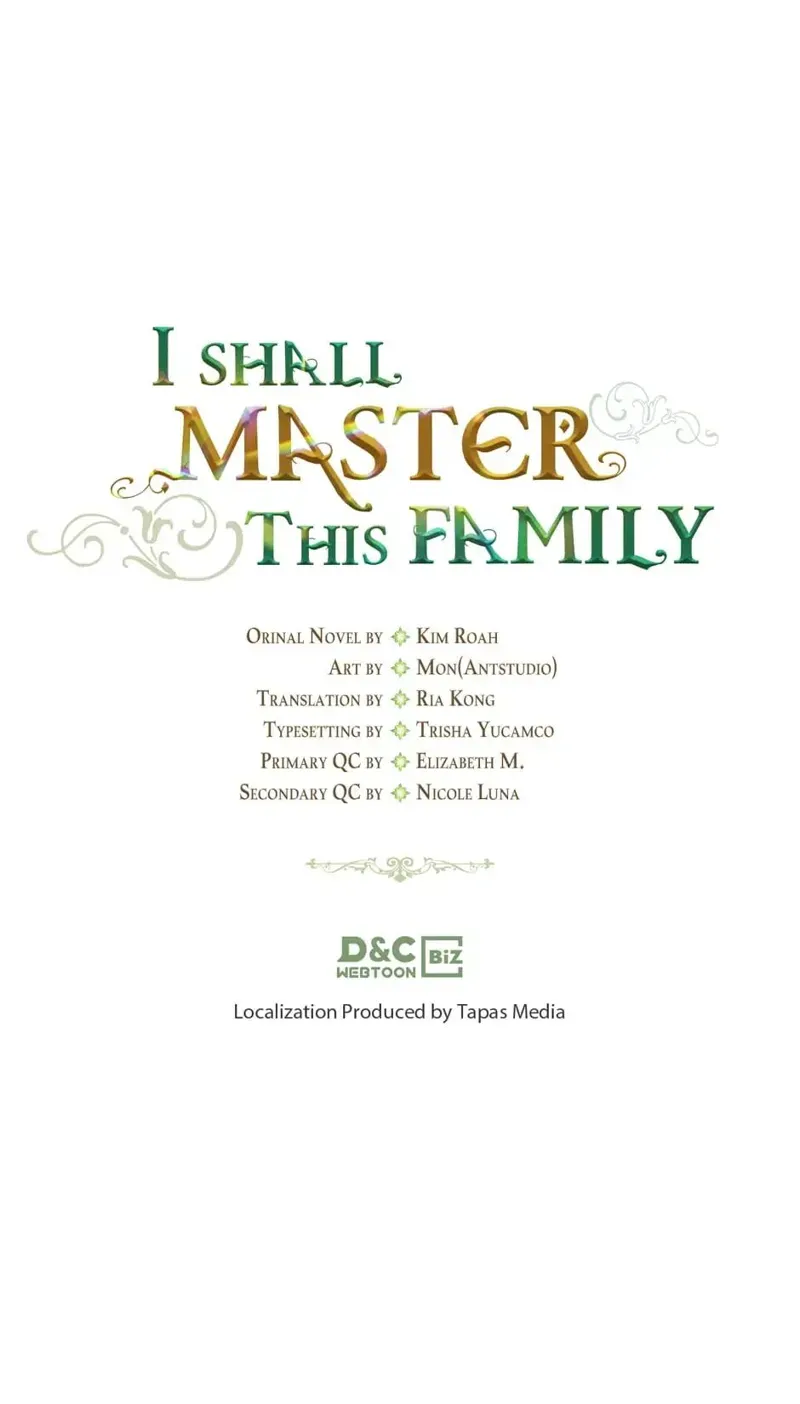 I SHALL
MASTER
THIS FAMILY
ORINAL NOVEL BY KIM ROAH
ART BY MON(ANTSTUDIO)
TRANSLATION BY RIA KONG
TYPESETTING BY TRISHA YUCAMCO
PRIMARY QC BY ELIZABETH M.
SECONDARY QC BY NICOLE LUNA
D&C
WEBTOON BiZ
Localization Produced by Tapas Media